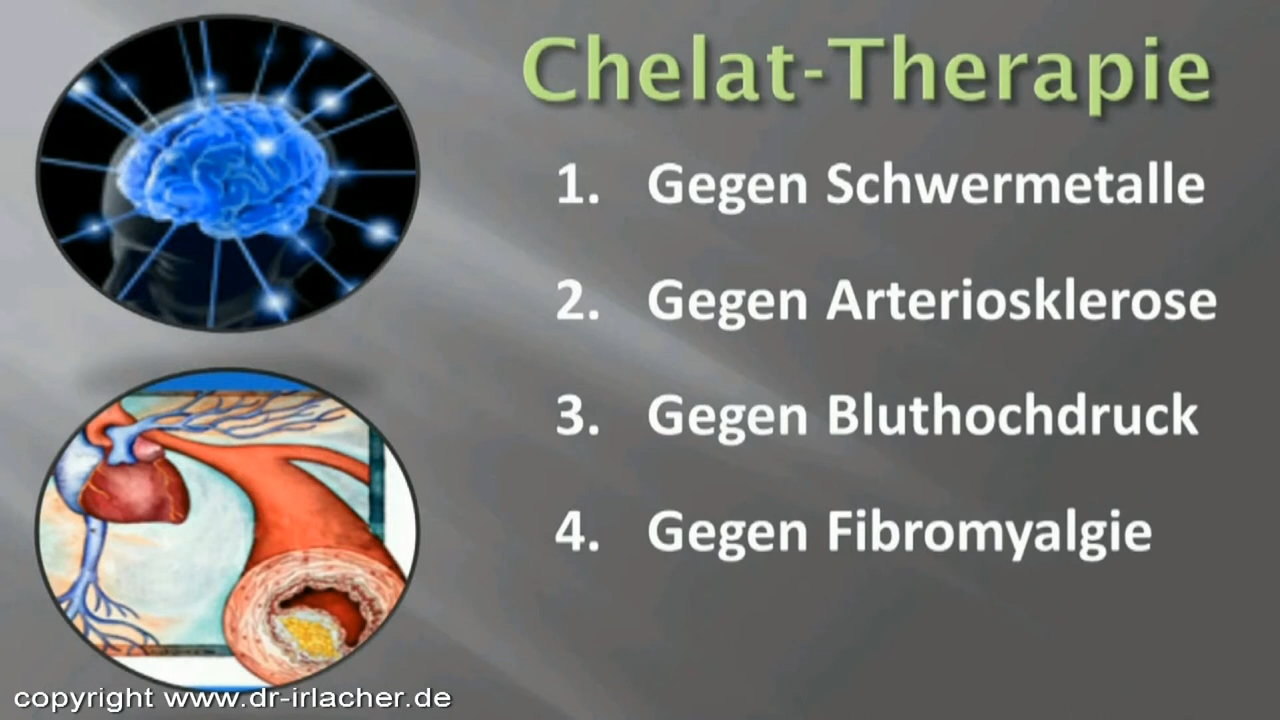 Chelat-Therapie
1. Gegen Schwermetalle
2. Gegen Arteriosklerose
3. Gegen Bluthochdruck
4. Gegen Fibromyalgie
copyright www.dr-irlacher.de